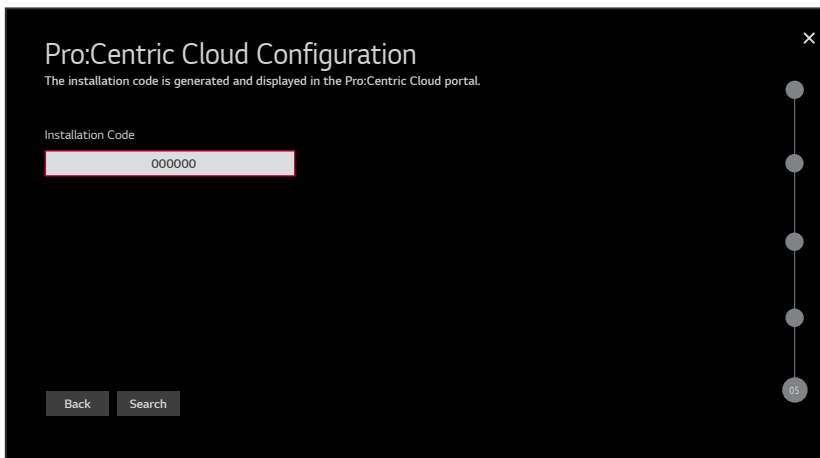 Pro:Centric Cloud Configuration
The installation code is generated and displayed in the Pro:Centric Cloud portal.
Installation Code
000000
05
Back
Search